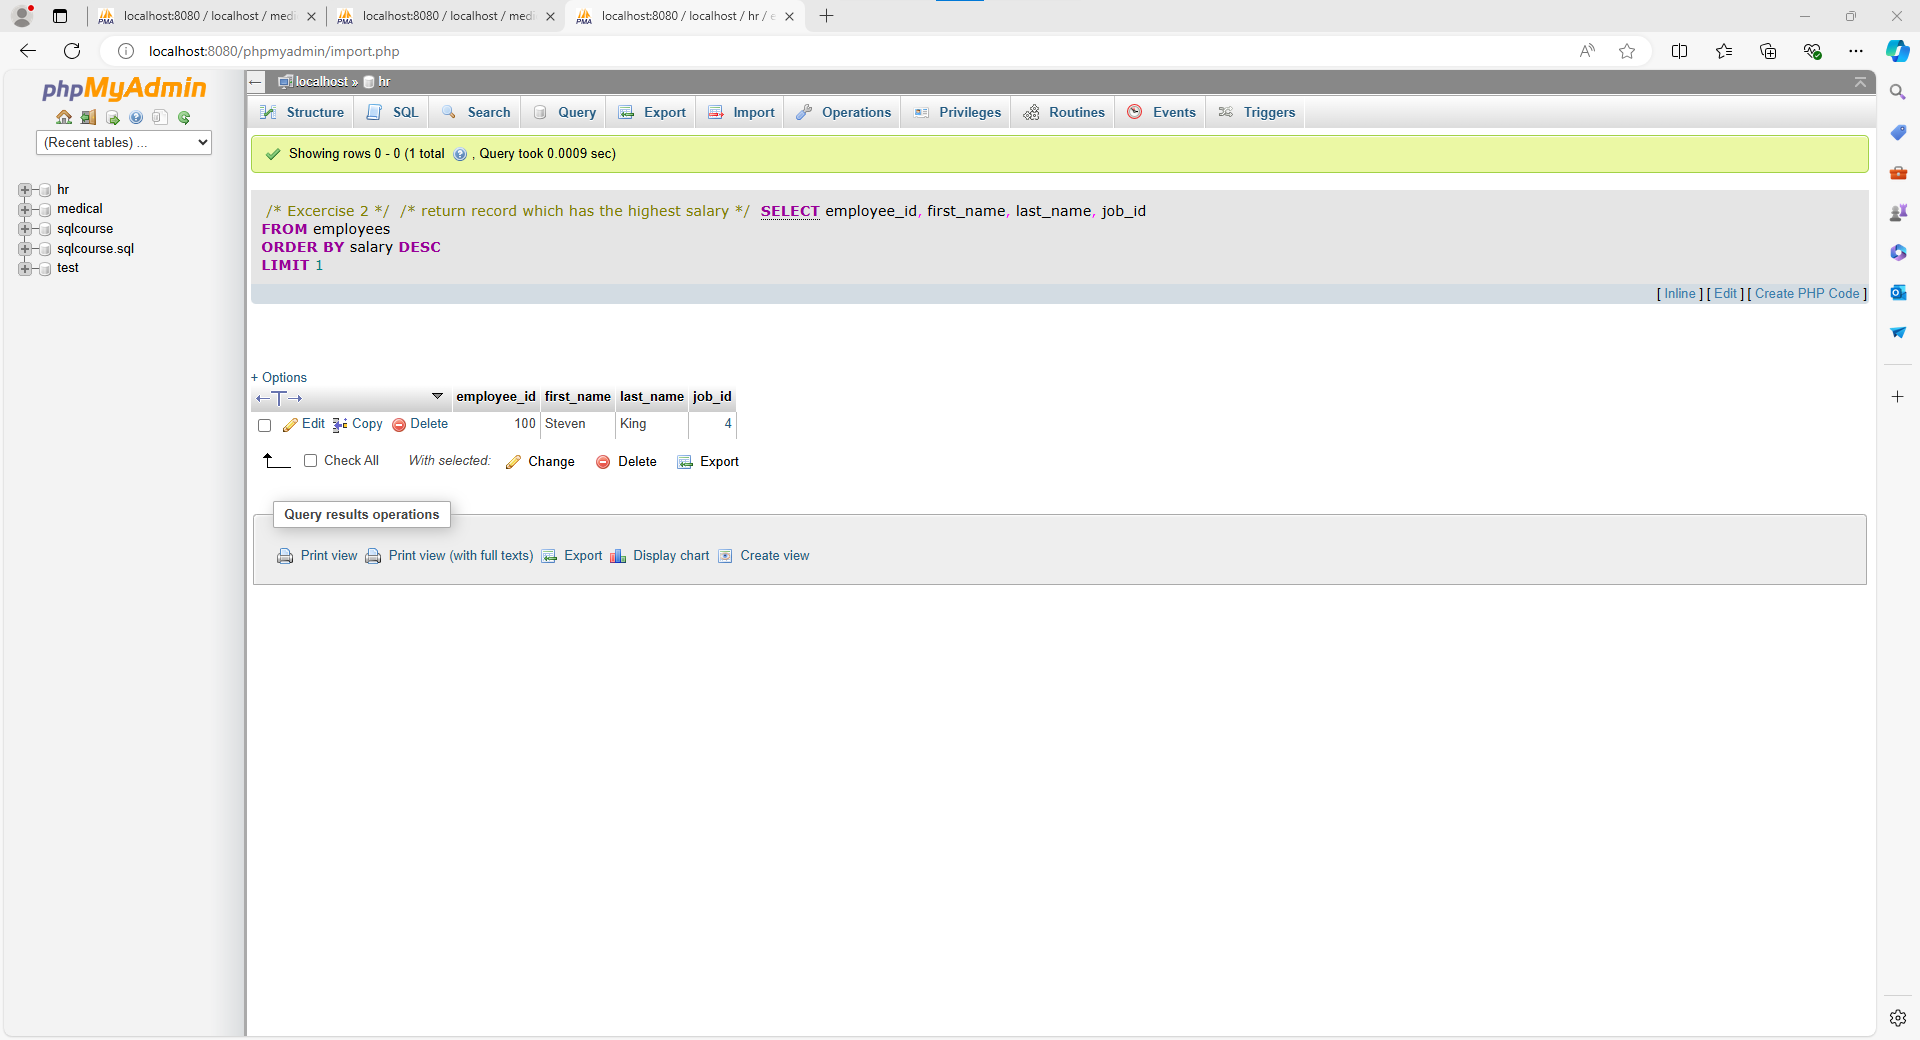 localhost:8080 / localhost / medi
localhost:8080 / localhost / medi
localhost:8080 / localhost / hr / e
localhost:8080/phpmyadmin/import.php
phpMyAdmin
(Recent tables) ...
hr
medical
sqlcourse
sqlcourse.sql
test
localhost » hr
Structure SQL Search Query Export Import Operations Privileges Routines Events Triggers
Showing rows 0 - 0 (1 total , Query took 0.0009 sec)
/* Excercise 2 */ /* return record which has the highest salary */ SELECT employee_id, first_name, last_name, job_id
FROM employees
ORDER BY salary DESC
LIMIT 1
[ Inline ] [ Edit ] [ Create PHP Code ]
+ Options
←T→ employee_id first_name last_name job_id
Edit Copy Delete 100 Steven King 4
Check All With selected: Change Delete Export
Query results operations
Print view Print view (with full texts) Export Display chart Create view